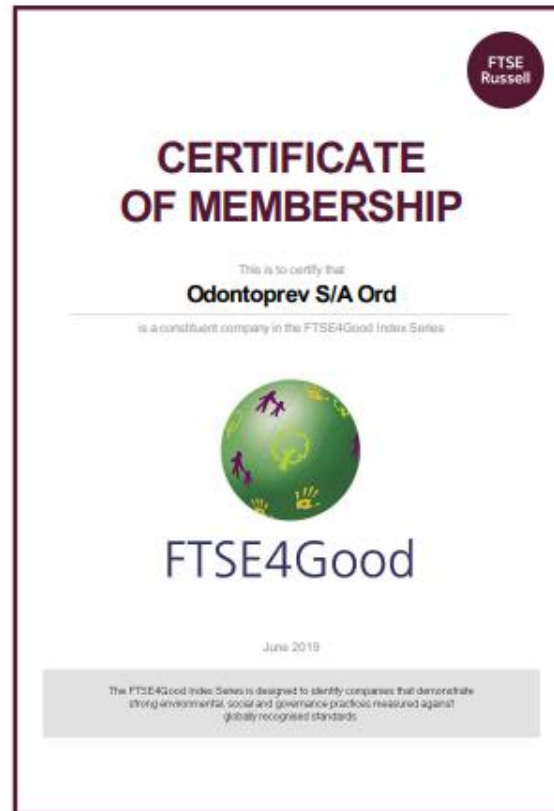 FTSE
Russell
CERTIFICATE
OF MEMBERSHIP
This is to certify that
Odontoprev S/A Ord
is a constituent company in the FTSE4Good Index Series
FTSE4Good
June 2019
The FTSE4Good Index Series is designed to identify companies that demonstrate
strong environmental, social and governance practices measured against
globally recognised standards.